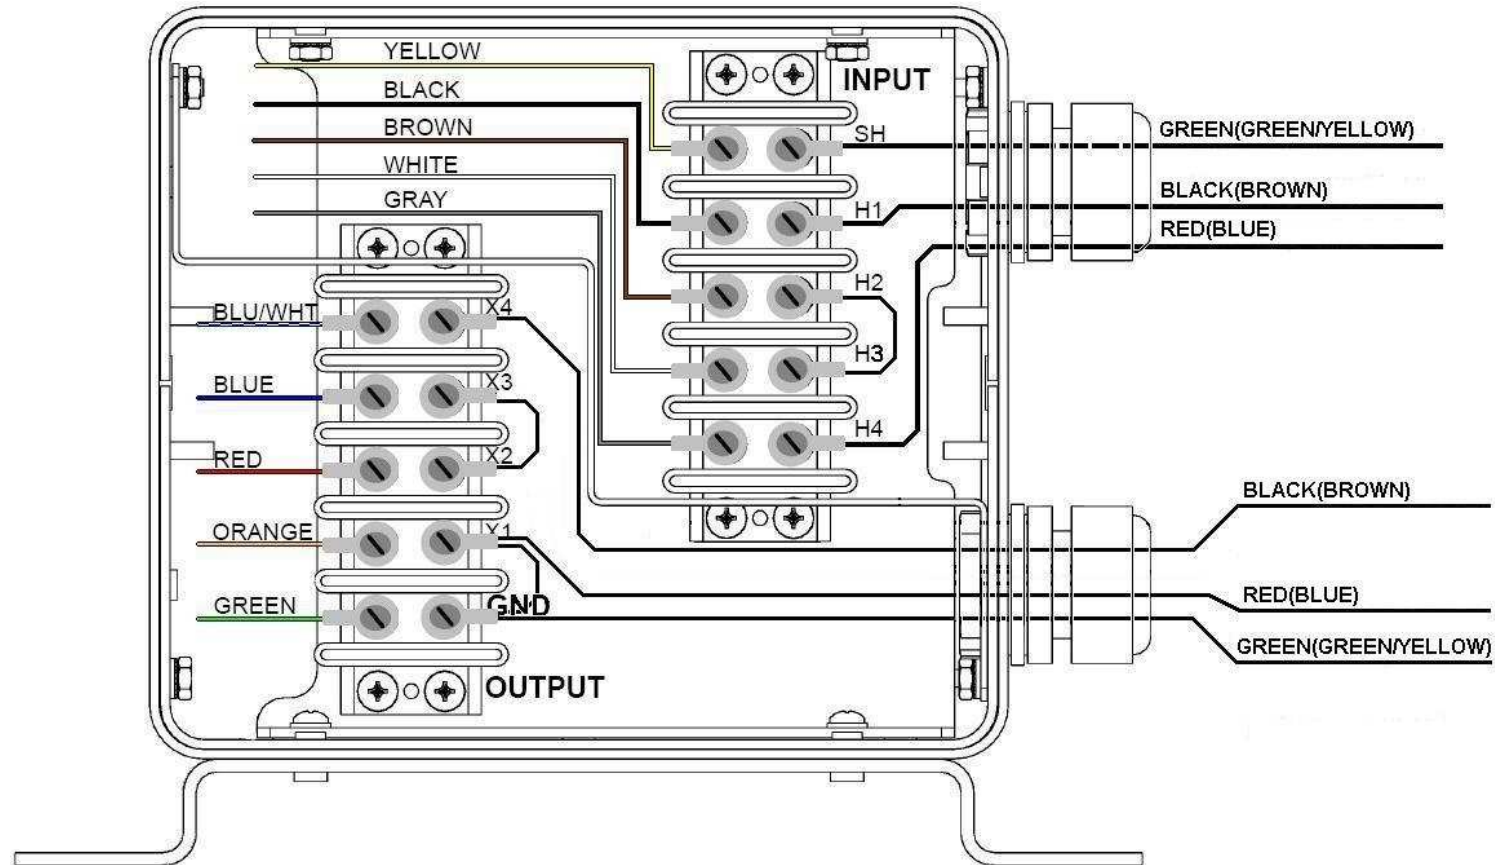 YELLOW
BLACK
BROWN
WHITE
GRAY
INPUT
SH
H1
H2
H3
H4
GREEN(GREEN/YELLOW)
BLACK(BROWN)
RED(BLUE)
BLU/WHT
BLUE
RED
ORANGE
GREEN
X4
X3
X2
X1
GND
OUTPUT
BLACK(BROWN)
RED(BLUE)
GREEN(GREEN/YELLOW)